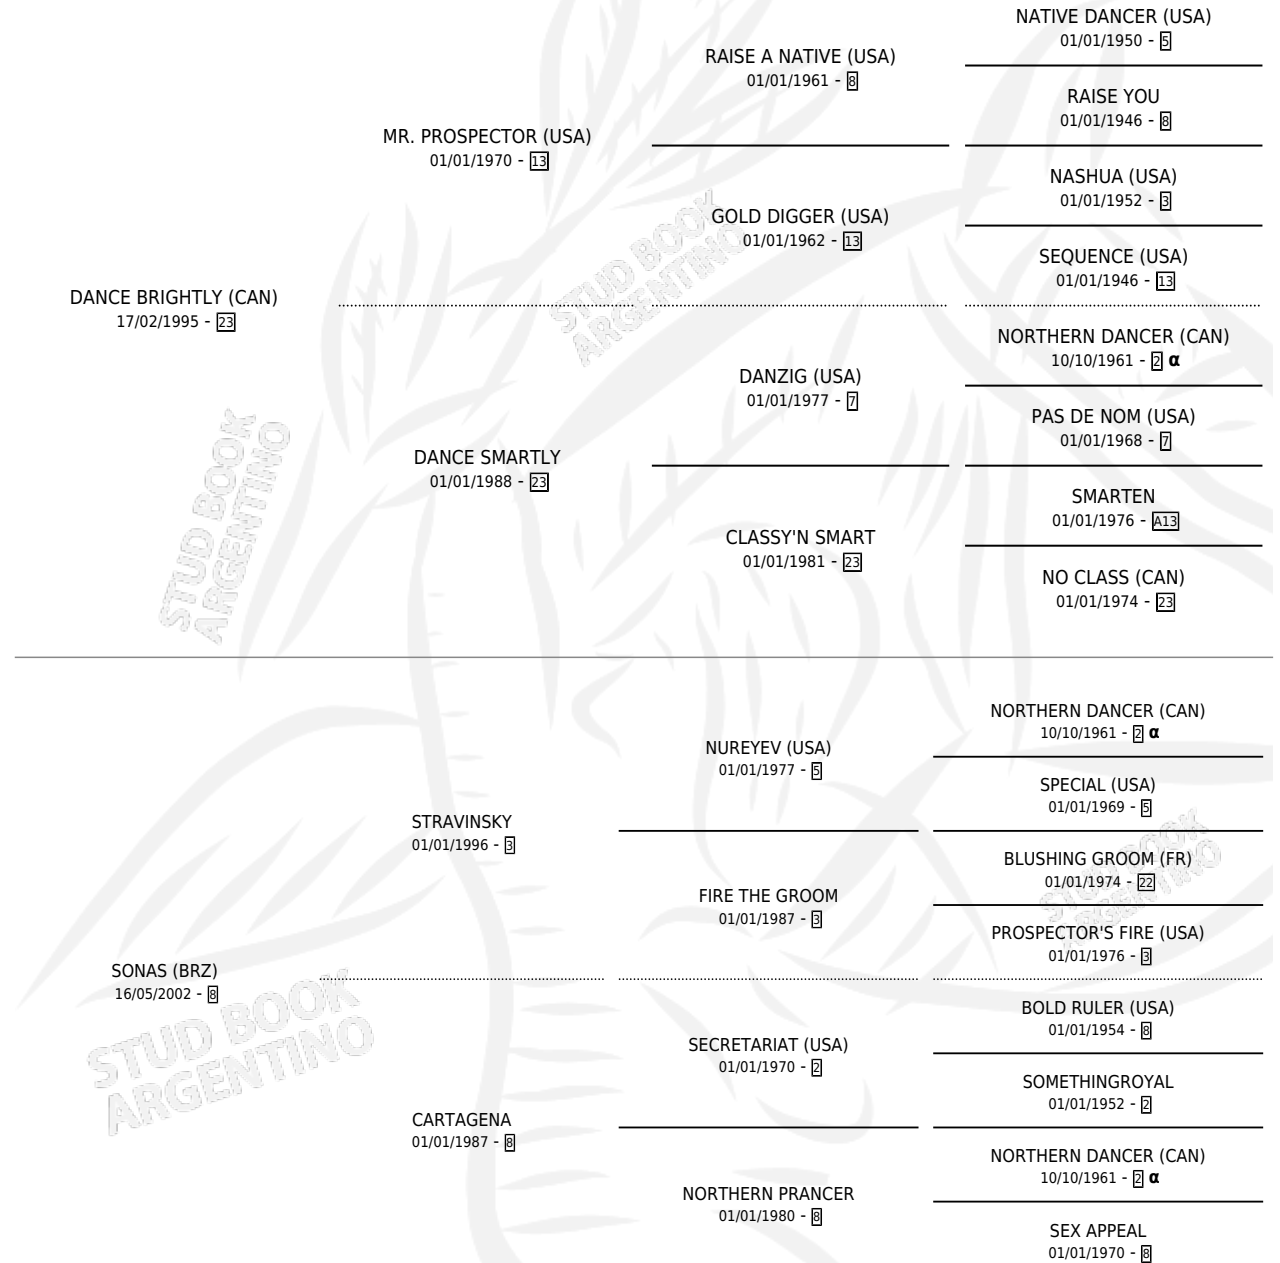 NATIVE DANCER (USA)
01/01/1950 - 5
RAISE A NATIVE (USA)
01/01/1961 - 8
RAISE YOU
01/01/1946 - 8
MR. PROSPECTOR (USA)
01/01/1970 - 13
NASHUA (USA)
01/01/1952 - 3
GOLD DIGGER (USA)
01/01/1962 - 13
SEQUENCE (USA)
01/01/1946 - 13
DANCE BRIGHTLY (CAN)
17/02/1995 - 23
NORTHERN DANCER (CAN)
10/10/1961 - 2 α
DANZIG (USA)
01/01/1977 - 7
PAS DE NOM (USA)
01/01/1968 - 7
DANCE SMARTLY
01/01/1988 - 23
SMARTEN
01/01/1976 - A13
CLASSY'N SMART
01/01/1981 - 23
NO CLASS (CAN)
01/01/1974 - 23
NORTHERN DANCER (CAN)
10/10/1961 - 2 α
NUREYEV (USA)
01/01/1977 - 5
SPECIAL (USA)
01/01/1969 - 5
STRAVINSKY
01/01/1996 - 3
BLUSHING GROOM (FR)
01/01/1974 - 22
FIRE THE GROOM
01/01/1987 - 3
PROSPECTOR'S FIRE (USA)
01/01/1976 - 3
SONAS (BRZ)
16/05/2002 - 8
BOLD RULER (USA)
01/01/1954 - 8
SECRETARIAT (USA)
01/01/1970 - 2
SOMETHINGROYAL
01/01/1952 - 2
CARTAGENA
01/01/1987 - 8
NORTHERN DANCER (CAN)
10/10/1961 - 2 α
NORTHERN PRANCER
01/01/1980 - 8
SEX APPEAL
01/01/1970 - 8
STUD BOOK
ARGENTINO
STUD BOOK
ARGENTINO
STUD BOOK
ARGENTINO
STUD BOOK
ARGENTINO